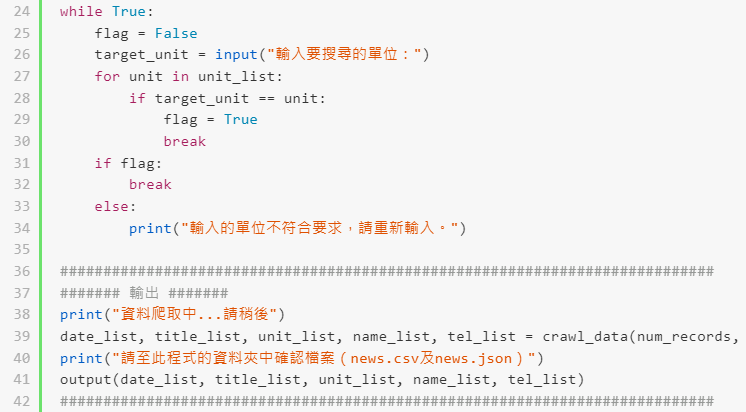 24 while True:
25     flag = False
26     target_unit = input("輸入要搜尋的單位：")
27     for unit in unit_list:
28         if target_unit == unit:
29             flag = True
30             break
31     if flag:
32         break
33     else:
34         print("輸入的單位不符合要求，請重新輸入。")
35
36 ############################################################################
37 ####### 輸出 #######
38 print("資料爬取中...請稍後")
39 date_list, title_list, unit_list, name_list, tel_list = crawl_data(num_records,
40 print("請至此程式的資料夾中確認檔案（news.csv及news.json）")
41 output(date_list, title_list, unit_list, name_list, tel_list)
42 ############################################################################